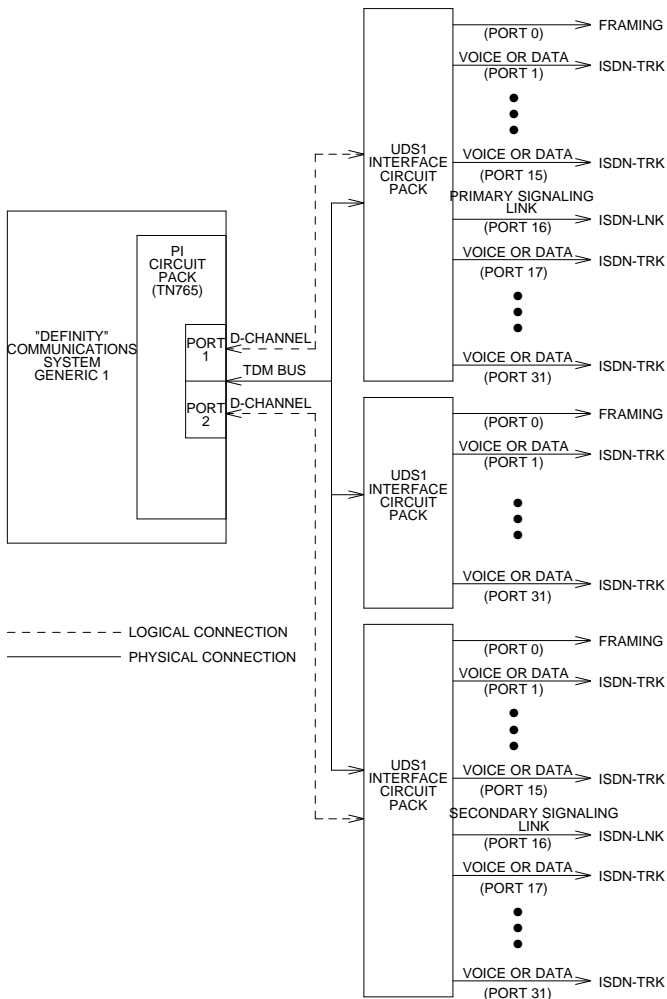 "DEFINITY"
COMMUNICATIONS
SYSTEM
GENERIC 1
PI
CIRCUIT
PACK
(TN765)
PORT
1
PORT
2
D-CHANNEL
TDM BUS
D-CHANNEL
LOGICAL CONNECTION
PHYSICAL CONNECTION
UDS1
INTERFACE
CIRCUIT
PACK
(PORT 0)
FRAMING
VOICE OR DATA
(PORT 1)
ISDN-TRK
VOICE OR DATA
(PORT 15)
ISDN-TRK
PRIMARY SIGNALING
LINK
(PORT 16)
ISDN-LNK
VOICE OR DATA
(PORT 17)
ISDN-TRK
VOICE OR DATA
(PORT 31)
ISDN-TRK
UDS1
INTERFACE
CIRCUIT
PACK
(PORT 0)
FRAMING
VOICE OR DATA
(PORT 1)
ISDN-TRK
VOICE OR DATA
(PORT 31)
ISDN-TRK
UDS1
INTERFACE
CIRCUIT
PACK
(PORT 0)
FRAMING
VOICE OR DATA
(PORT 1)
ISDN-TRK
VOICE OR DATA
(PORT 15)
ISDN-TRK
SECONDARY SIGNALING
LINK
(PORT 16)
ISDN-LNK
VOICE OR DATA
(PORT 17)
ISDN-TRK
VOICE OR DATA
(PORT 31)
ISDN-TRK